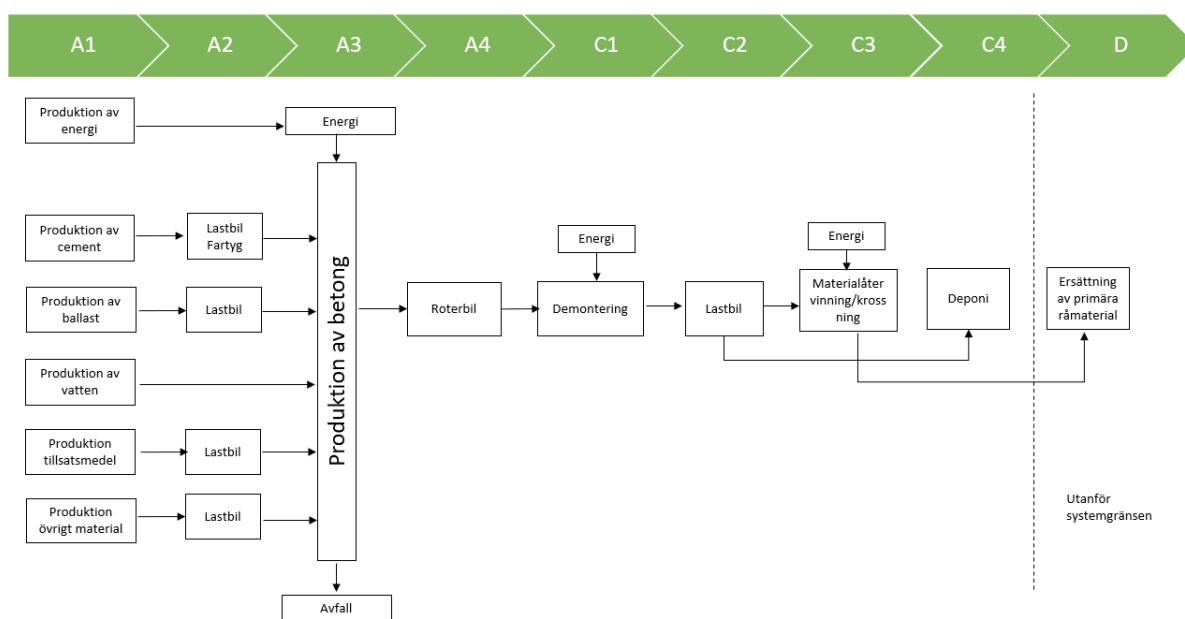 A1
A2
A3
A4
C1
C2
C3
C4
D
Produktion av
energi
Energi
Produktion av
cement
Lastbil
Fartyg
Produktion av
ballast
Lastbil
Produktion av
vatten
Produktion
tillsatsmedel
Lastbil
Produktion
övrigt material
Lastbil
Produktion av betong
Avfall
Roterbil
Energi
Demontering
Lastbil
Energi
Materialåter
vinning/kross
ning
Deponi
Ersättning
av primära
råmaterial
Utanför
systemgränsen